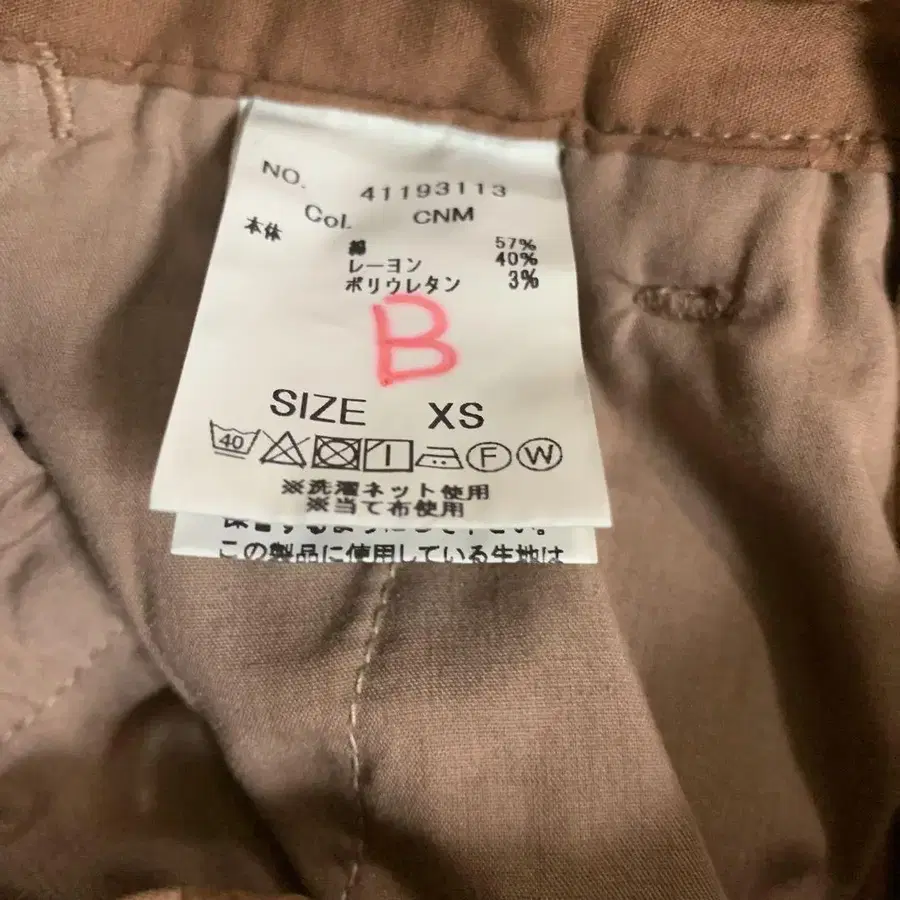 NO. 41193113
Col. CNM
本体 綿 57%
レーヨン 40%
ポリウレタン 3%
B
SIZE XS
40 F W
※洗濯ネット使用
※当て布使用
この製品に使用している生地は